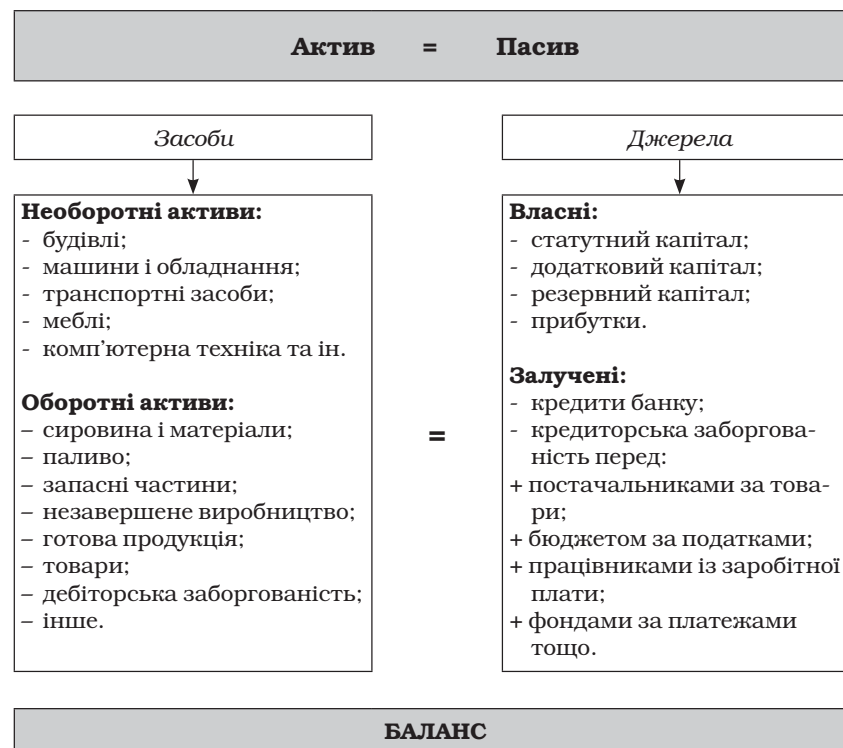 Актив = Пасив
Засоби
Необоротні активи:
- будівлі;
- машини і обладнання;
- транспортні засоби;
- меблі;
- комп’ютерна техніка та ін.
Оборотні активи:
– сировина і матеріали;
– паливо;
– запасні частини;
– незавершене виробництво;
– готова продукція;
– товари;
– дебіторська заборгованість;
– інше.
=
Джерела
Власні:
- статутний капітал;
- додатковий капітал;
- резервний капітал;
- прибутки.
Залучені:
- кредити банку;
- кредиторська заборгова-
ність перед:
+ постачальниками за това-
ри;
+ бюджетом за податками;
+ працівниками із заробітної
плати;
+ фондами за платежами
тощо.
БАЛАНС